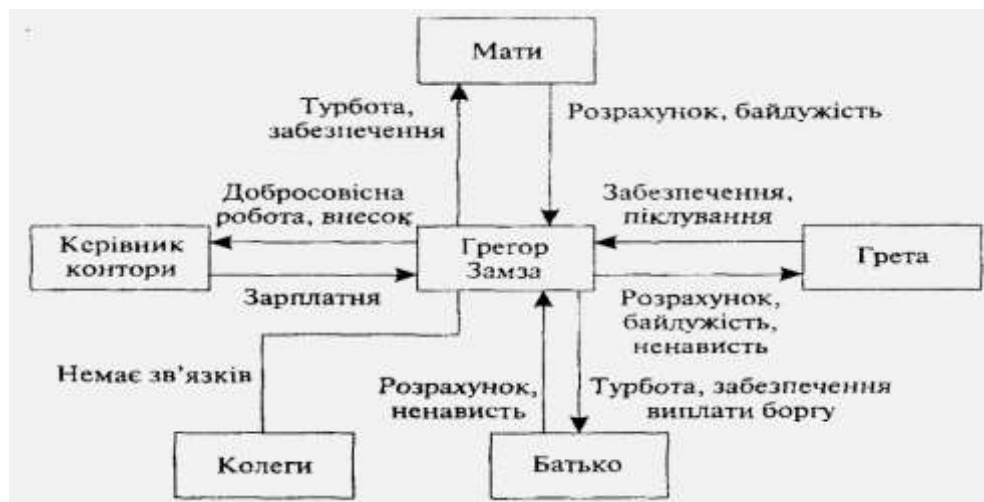 Мати
Турбота,
забезпечення
Розрахунок, байдужість
Добросовісна
робота, внесок
Забезпечення,
піклування
Керівник
контори
Грегор
Замза
Грета
Зарплатня
Розрахунок,
байдужість,
ненависть
Немає зв’язків
Розрахунок,
ненависть
Турбота, забезпечення
виплати боргу
Колеги
Батько